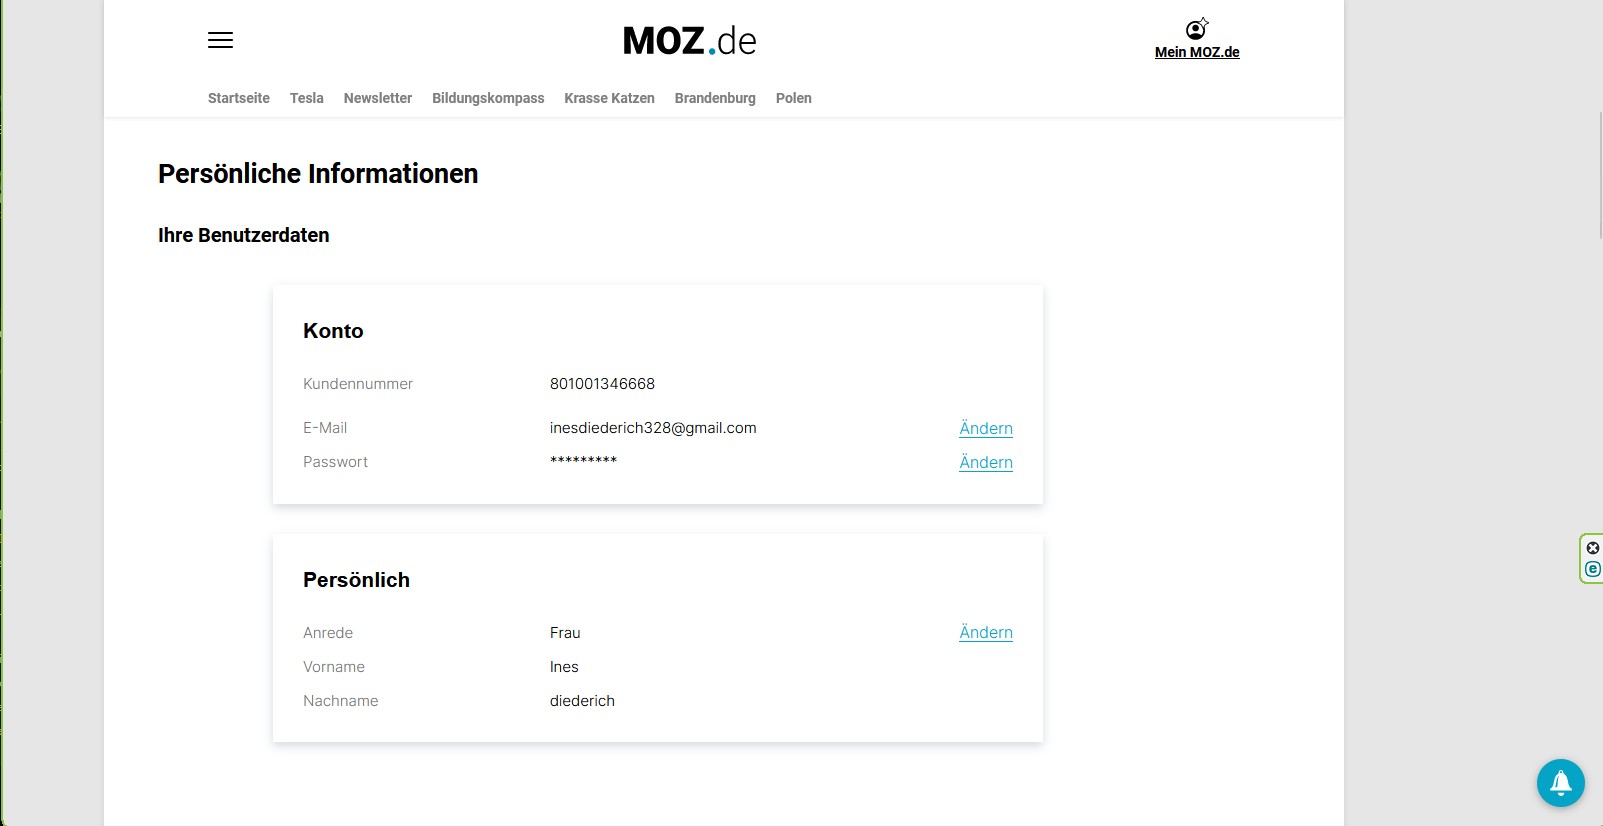 MOZ.de
Mein MOZ.de
Startseite Tesla Newsletter Bildungskompass Krasse Katzen Brandenburg Polen
Persönliche Informationen
Ihre Benutzerdaten
Konto
Kundennummer 801001346668
E-Mail inesdiederich328@gmail.com Ändern
Passwort ********* Ändern
Persönlich
Anrede Frau Ändern
Vorname Ines
Nachname diederich
e